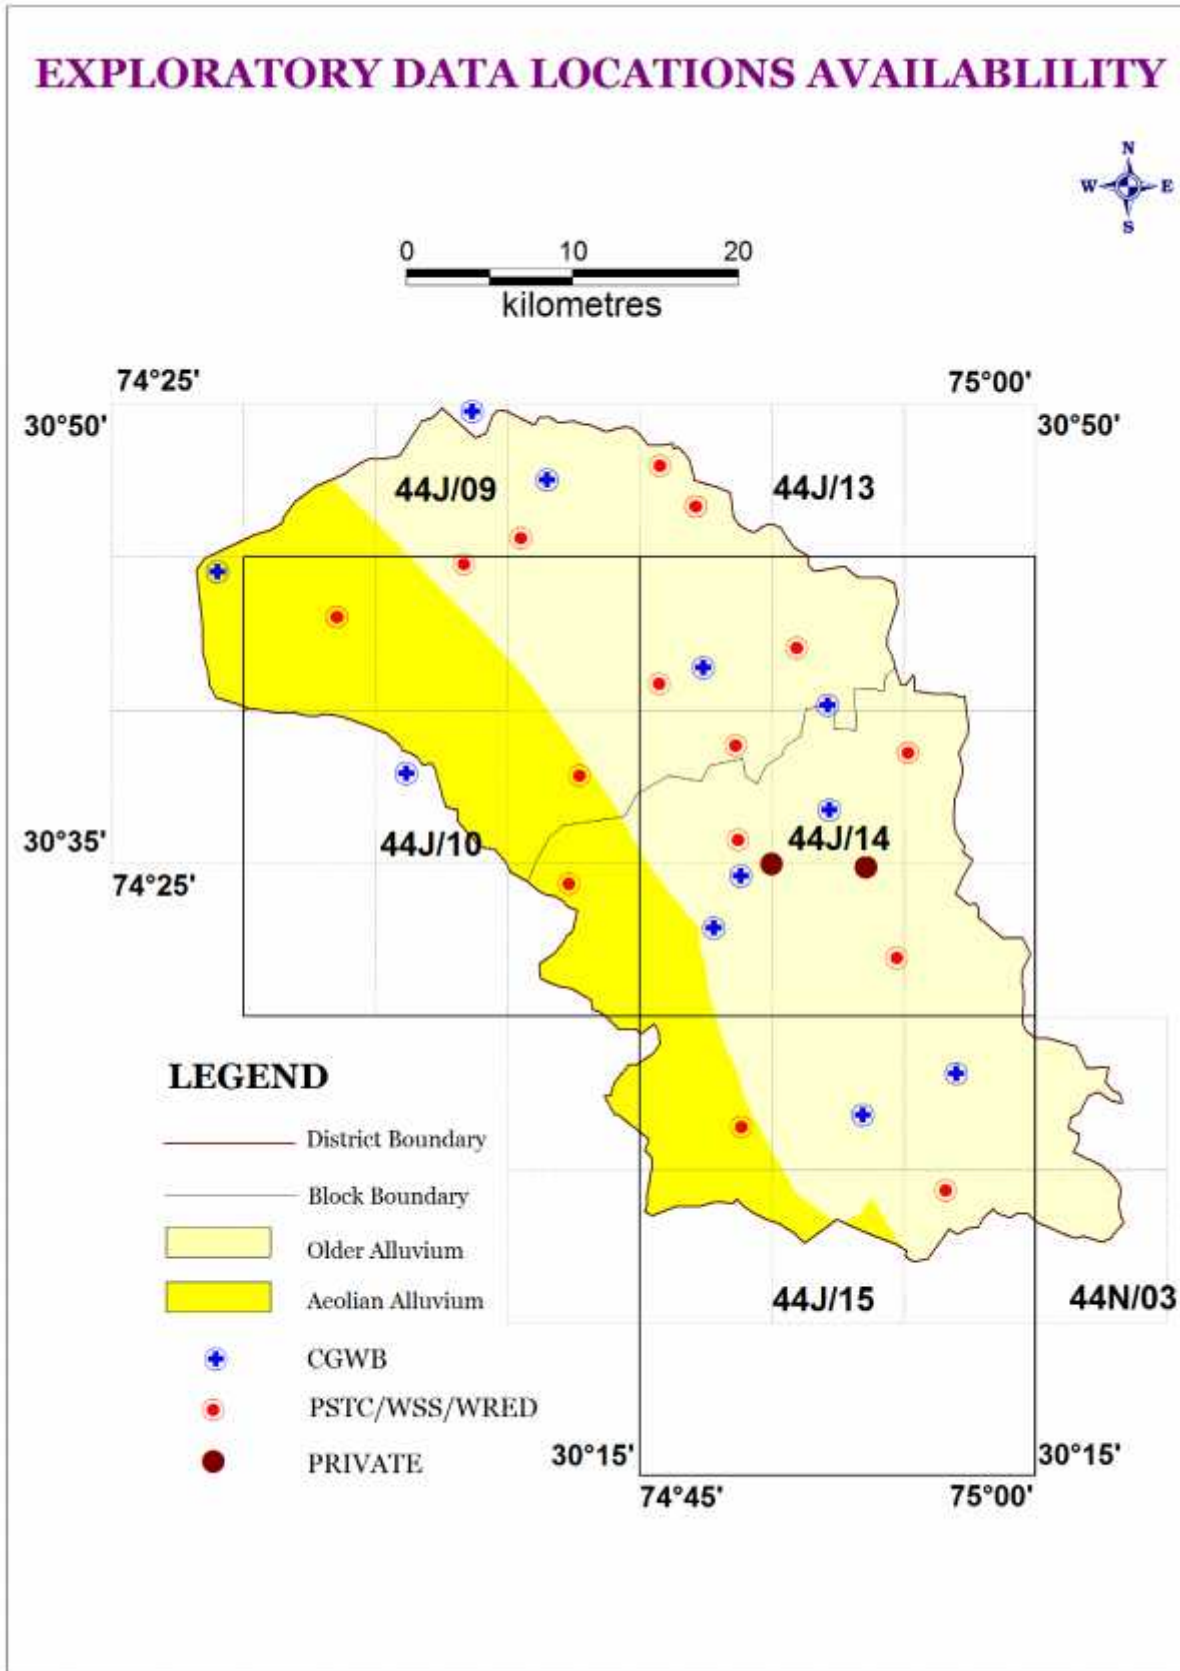 EXPLORATORY DATA LOCATIONS AVAILABLILITY
N
W E
S
0 10 20
kilometres
74°25' 75°00'
30°50' 30°50'
44J/09 44J/13
30°35' 44J/10 44J/14
74°25'
LEGEND
District Boundary
Block Boundary
Older Alluvium
Aeolian Alluvium
44J/15 44N/03
CGWB
PSTC/WSS/WRED
PRIVATE
30°15' 30°15'
74°45' 75°00'